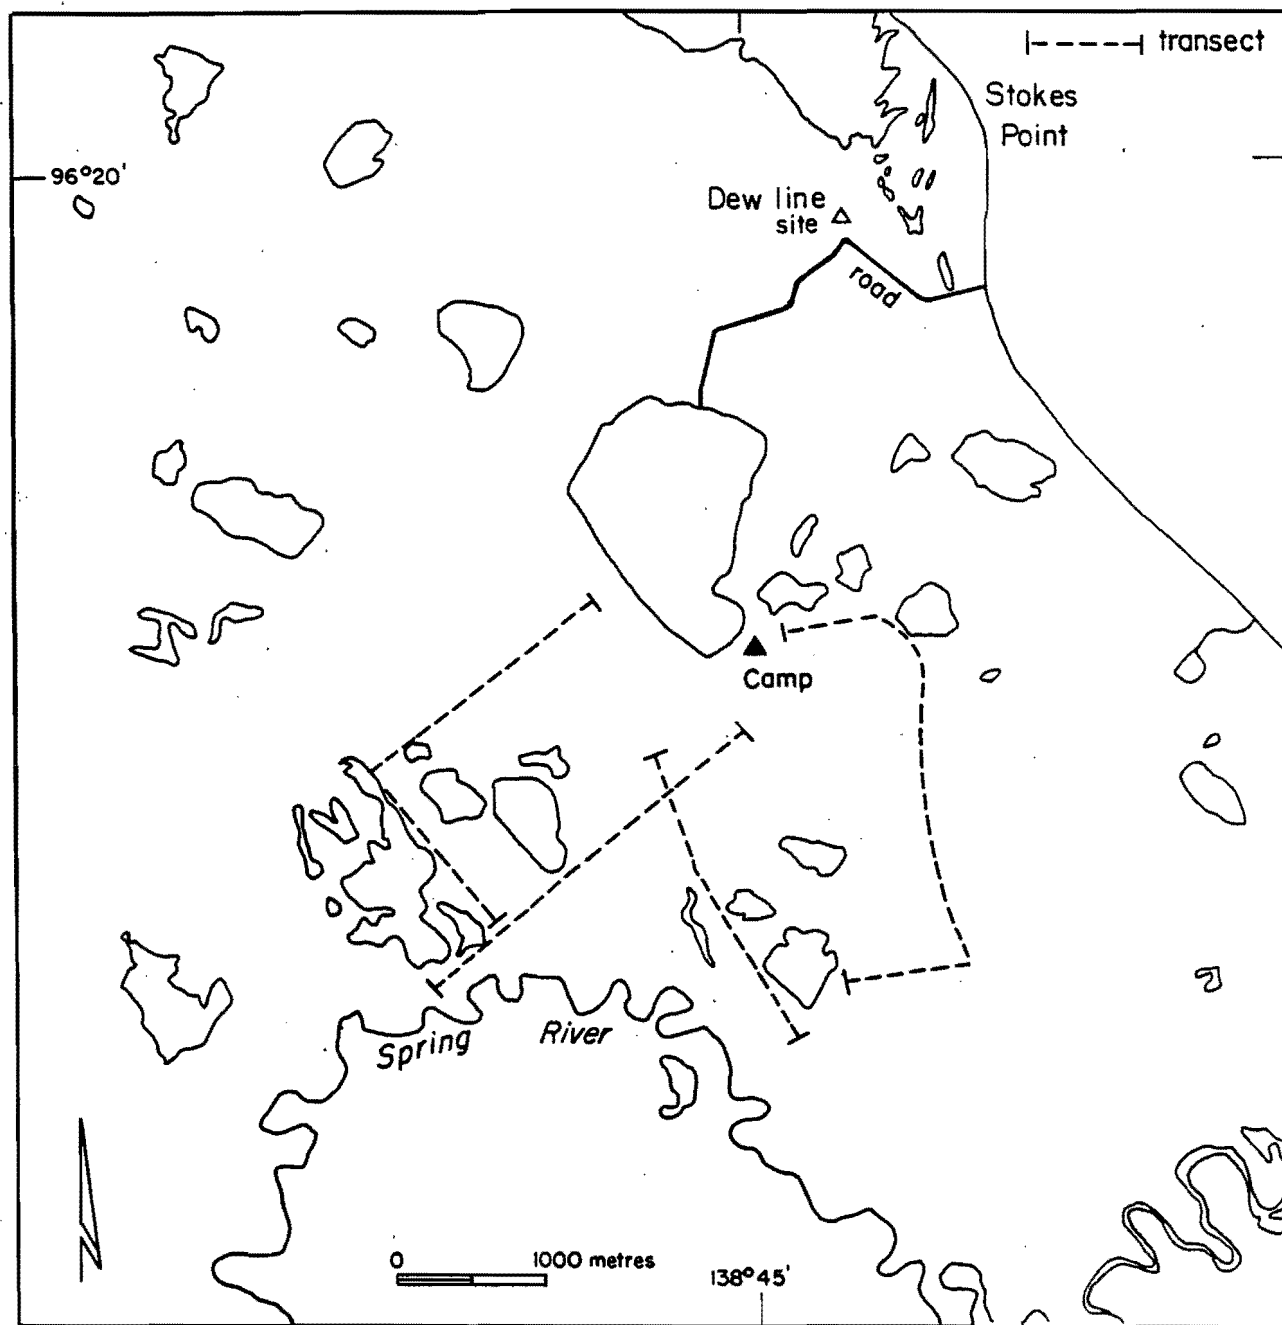 transect
Stokes
Point
96°20'
Dew line
site
road
Camp
Spring River
0 1000 metres
138°45'